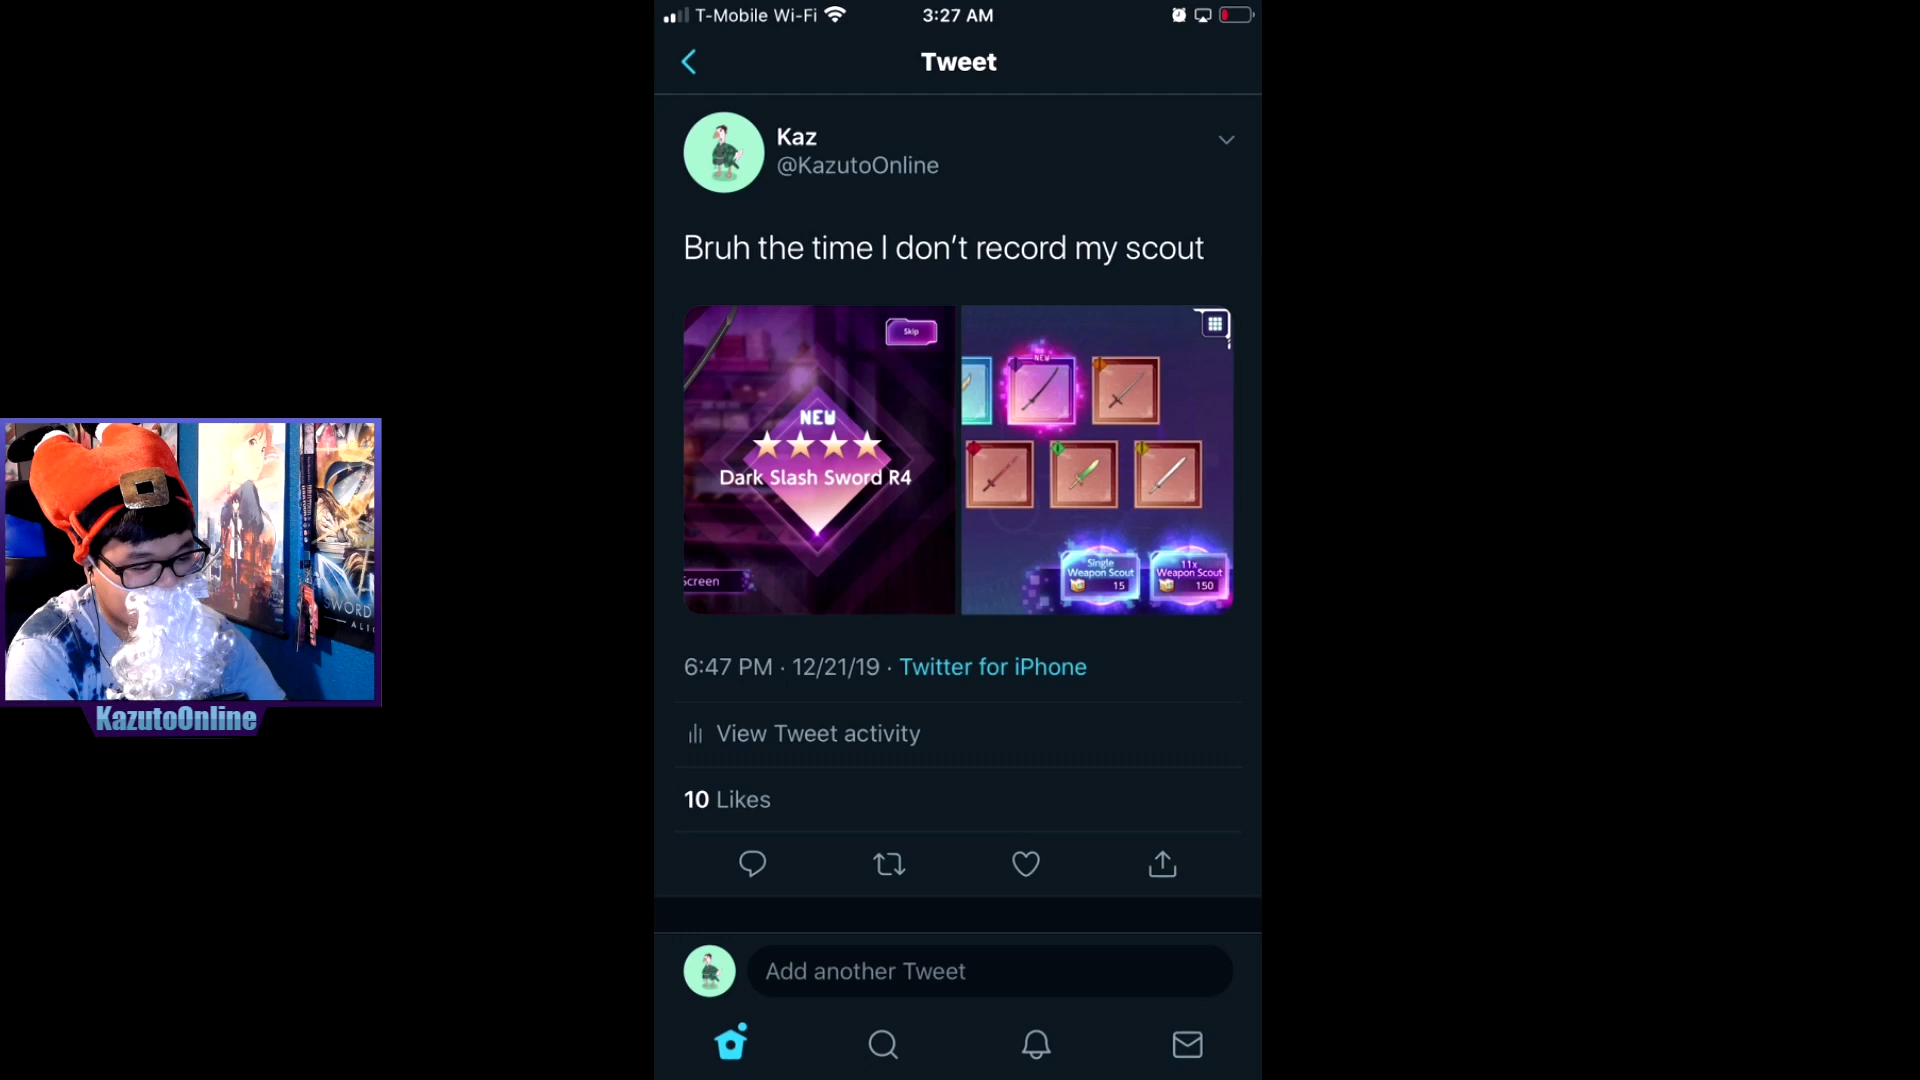 T-Mobile Wi-Fi 3:27 AM
Tweet
Kaz
@KazutoOnline
Bruh the time I don't record my scout
Skip
NEW
Dark Slash Sword R4
Screen
NEW
Single
Weapon Scout
15
11x
Weapon Scout
150
6:47 PM · 12/21/19 · Twitter for iPhone
View Tweet activity
10 Likes
Add another Tweet
SWORD
KazutoOnline